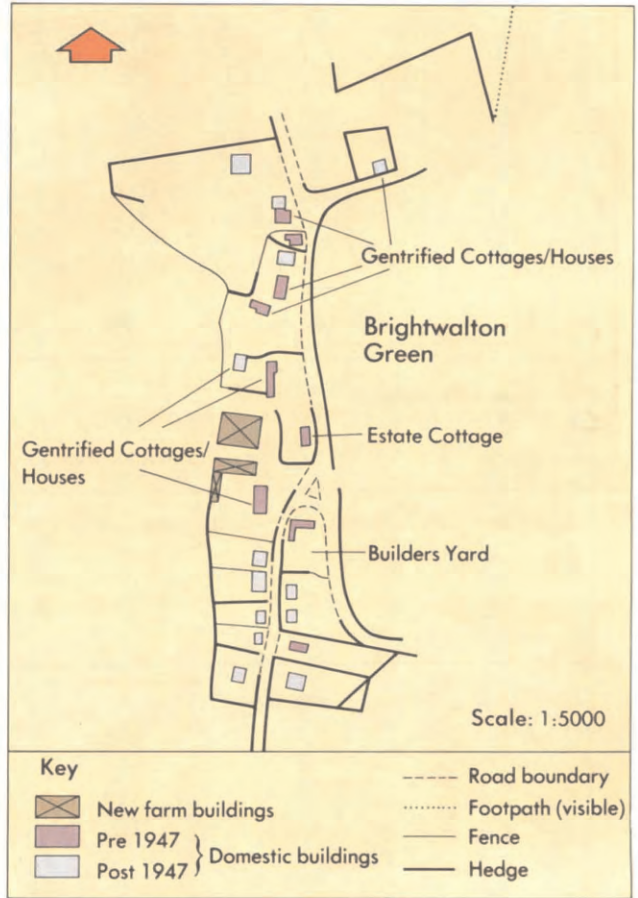 Gentrified Cottages/Houses
Brightwalton
Green
Estate Cottage
Gentrified Cottages/
Houses
Builders Yard
Scale: 1:5000
Key
New farm buildings
Pre 1947
Post 1947
Domestic buildings
Road boundary
Footpath (visible)
Fence
Hedge